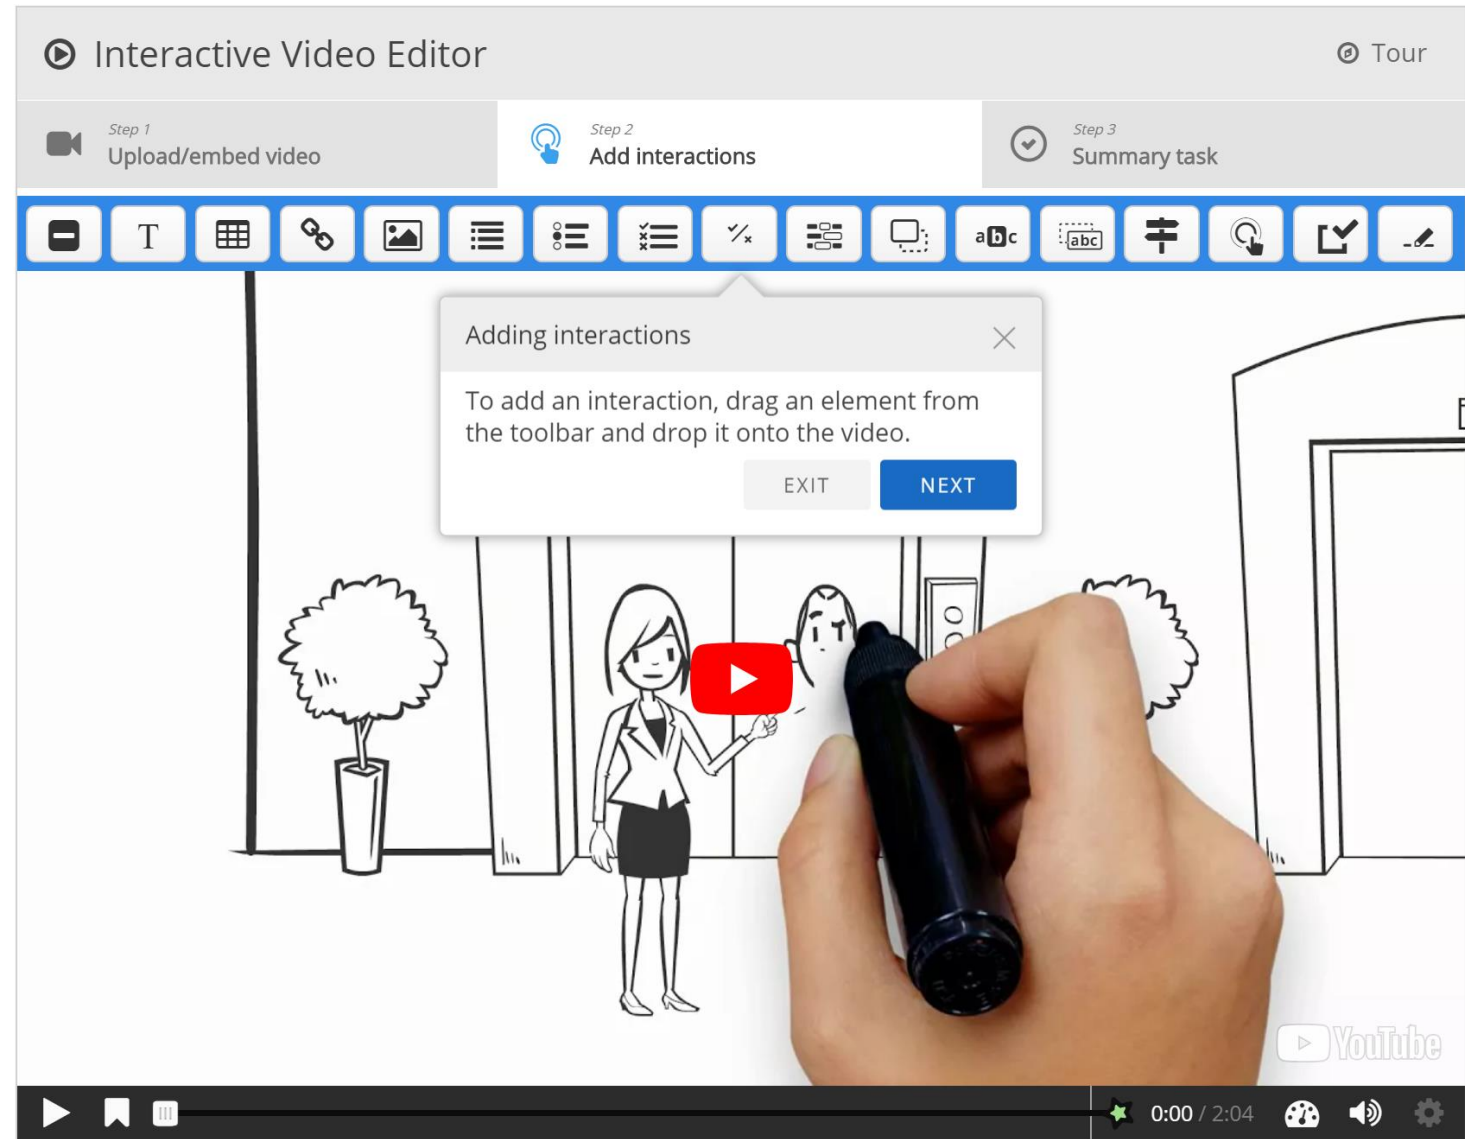 Interactive Video Editor
Tour
Step 1
Upload/embed video
Step 2
Add interactions
Step 3
Summary task
T
abc
abc
Adding interactions
To add an interaction, drag an element from
the toolbar and drop it onto the video.
EXIT
NEXT
YouTube
0:00 / 2:04